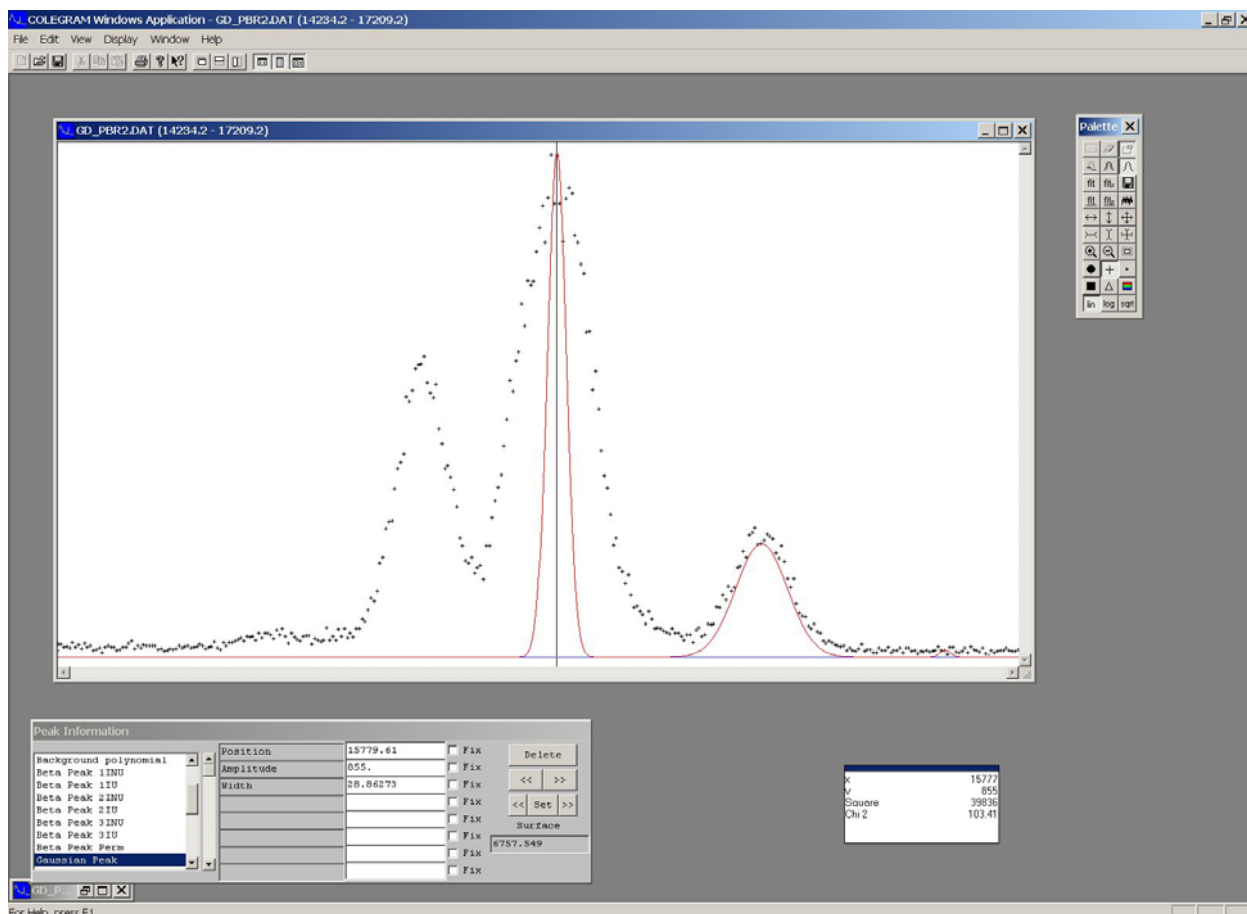 COLEGRAM Windows Application - GD_PBR2.DAT (14234.2 - 17209.2)
File Edit View Display Window Help
GD_PBR2.DAT (14234.2 - 17209.2)
Palette
fit
lin log sqrt
Peak Information
Background polynomial
Beta Peak 1INU
Beta Peak 1IU
Beta Peak 2INU
Beta Peak 2IU
Beta Peak 3INU
Beta Peak 3IU
Beta Peak Perm
Gaussian Peak
Position 15779.61 Fix
Amplitude 855. Fix
Width 28.86273 Fix
Fix
Fix
Fix
Fix
Fix
Delete
<< >>
<< Set >>
Surface
6757.549
x 15777
855
Square 39836
Chi 2 103.41
GD_P...
For Help, press F1